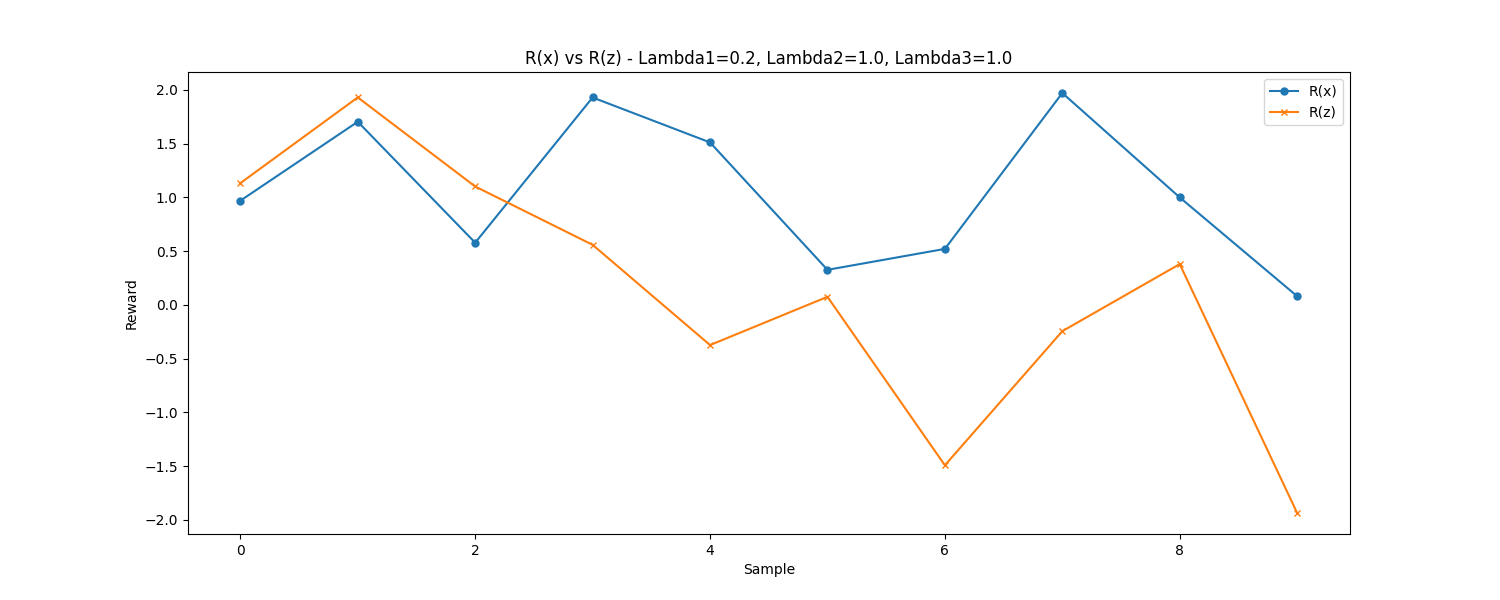 R(x) vs R(z) - Lambda1=0.2, Lambda2=1.0, Lambda3=1.0
R(x)
R(z)
2.0
1.5
1.0
0.5
0.0
−0.5
−1.0
−1.5
−2.0
Reward
0 2 4 6 8
Sample